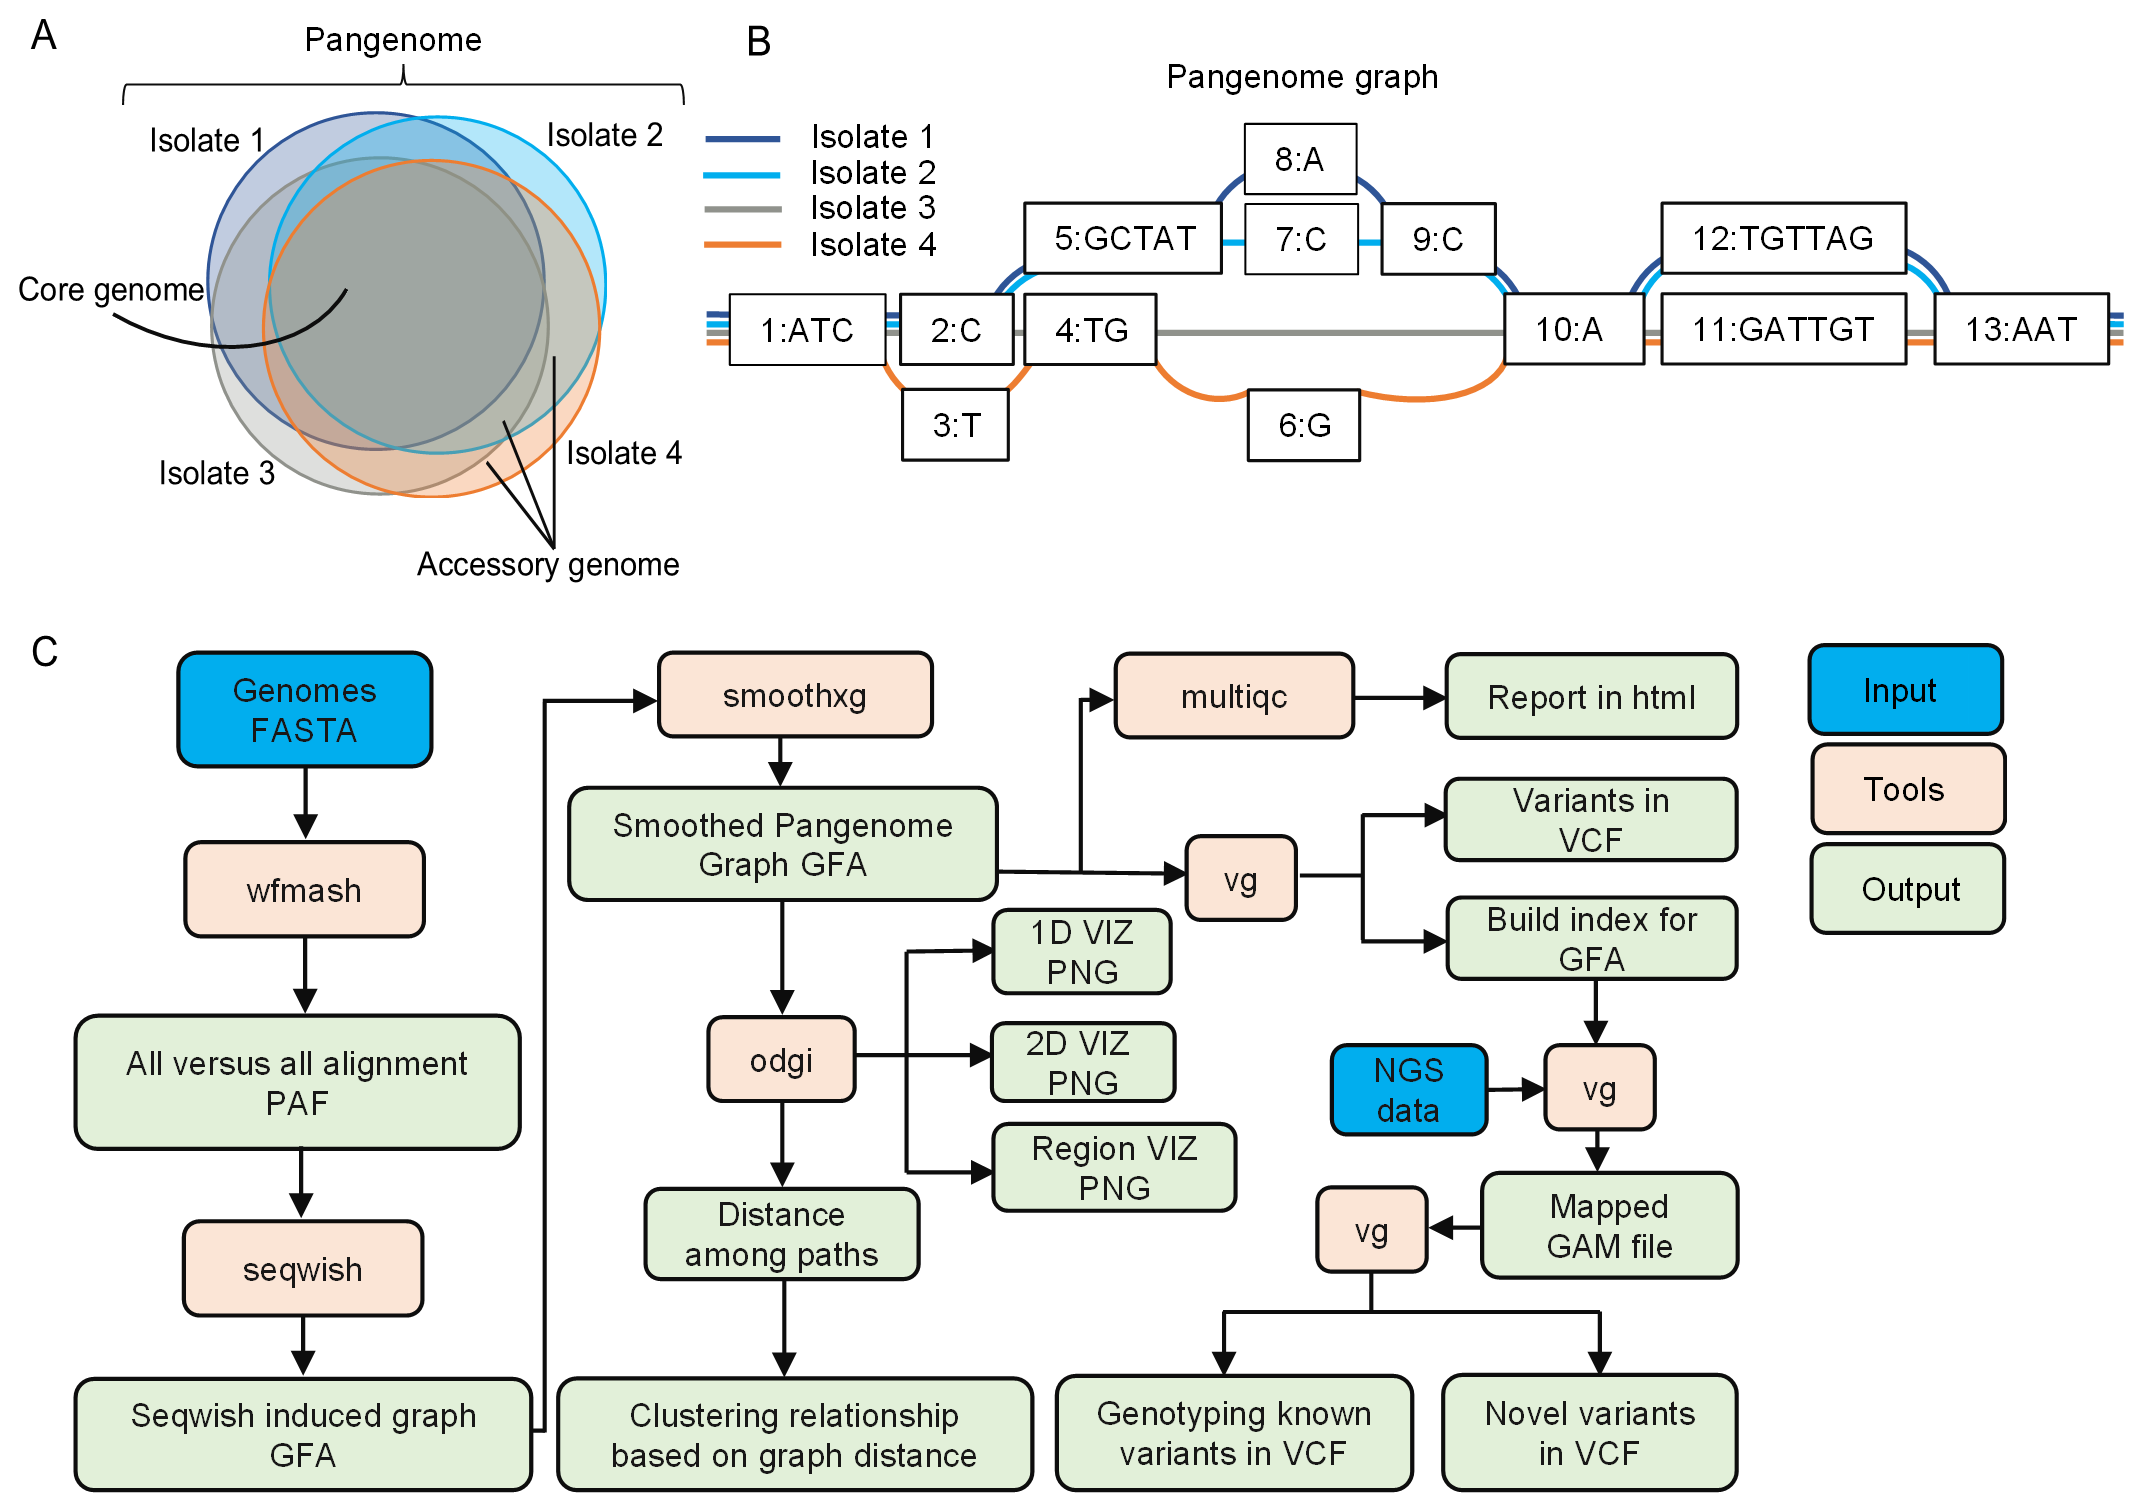 A
Pangenome
Isolate 1
Isolate 2
Core genome
Isolate 3
Isolate 4
Accessory genome
B
Pangenome graph
Isolate 1
Isolate 2
Isolate 3
Isolate 4
8:A
5:GCTAT
7:C
9:C
12:TGTTAG
1:ATC
2:C
4:TG
10:A
11:GATTGT
13:AAT
3:T
6:G
C
Genomes
FASTA
wfmash
All versus all alignment
PAF
seqwish
Seqwish induced graph
GFA
smoothxg
Smoothed Pangenome
Graph GFA
odgi
1D VIZ
PNG
2D VIZ
PNG
Region VIZ
PNG
Distance
among paths
Clustering relationship
based on graph distance
multiqc
Report in html
vg
Variants in
VCF
Build index for
GFA
NGS
data
vg
Mapped
GAM file
vg
Genotyping known
variants in VCF
Novel variants
in VCF
Input
Tools
Output